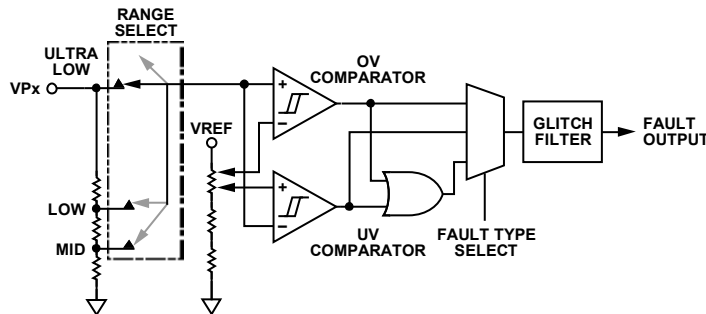 RANGE
SELECT
ULTRA
LOW
VPx
LOW
MID
VREF
OV
COMPARATOR
+
−
+
−
UV
COMPARATOR
FAULT TYPE
SELECT
GLITCH
FILTER
FAULT
OUTPUT